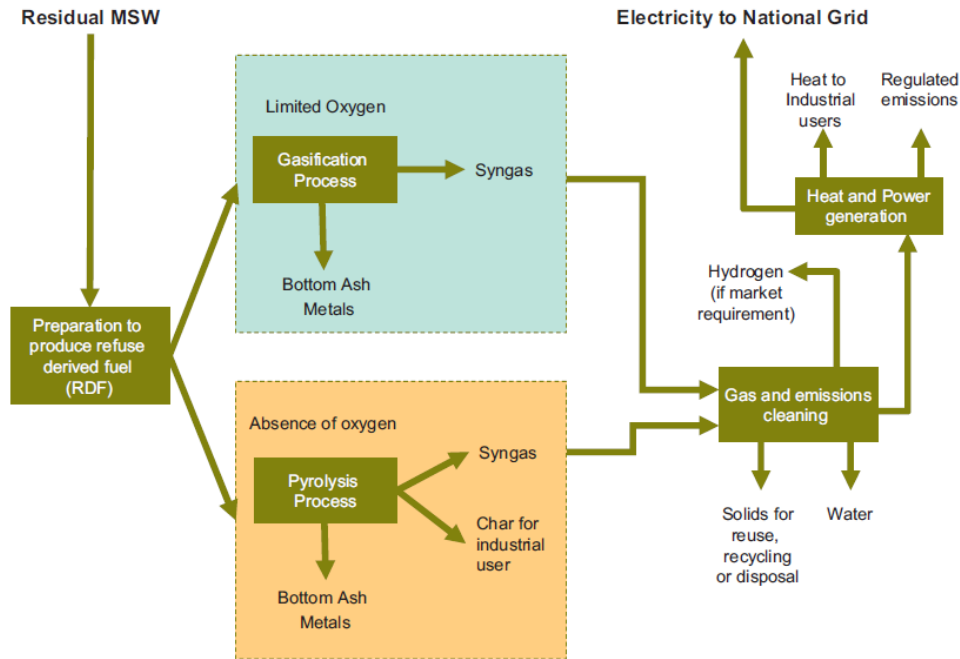 Residual MSW
Electricity to National Grid
Limited Oxygen
Gasification
Process
Syngas
Bottom Ash
Metals
Heat to
Industrial
users
Regulated
emissions
Heat and Power
generation
Hydrogen
(if market
requirement)
Preparation to
produce refuse
derived fuel
(RDF)
Absence of oxygen
Pyrolysis
Process
Syngas
Char for
industrial
user
Bottom Ash
Metals
Gas and emissions
cleaning
Solids for
reuse,
recycling
or disposal
Water